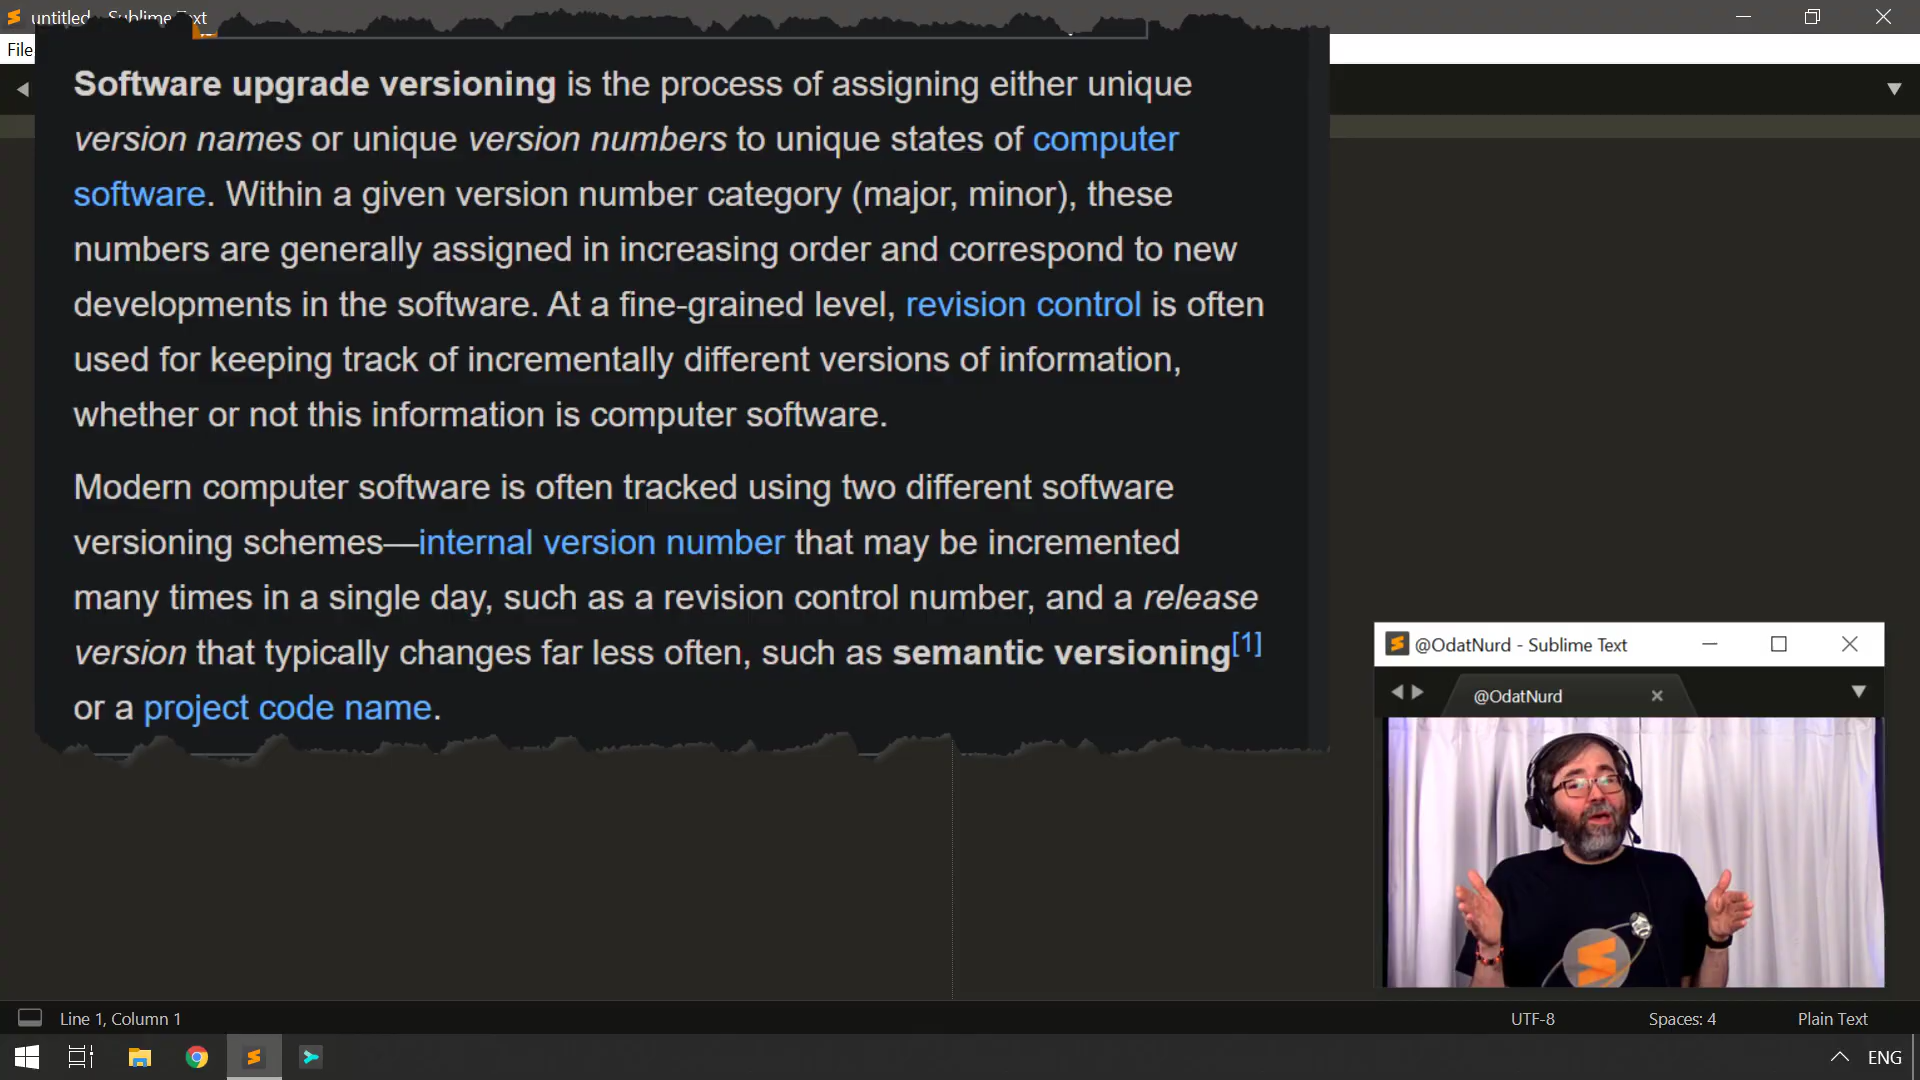 untitled - Sublime Text
File
Software upgrade versioning is the process of assigning either unique
version names or unique version numbers to unique states of computer
software. Within a given version number category (major, minor), these
numbers are generally assigned in increasing order and correspond to new
developments in the software. At a fine-grained level, revision control is often
used for keeping track of incrementally different versions of information,
whether or not this information is computer software.
Modern computer software is often tracked using two different software
versioning schemes—internal version number that may be incremented
many times in a single day, such as a revision control number, and a release
version that typically changes far less often, such as semantic versioning[1]
or a project code name.
@OdatNurd - Sublime Text
@OdatNurd
Line 1, Column 1
UTF-8
Spaces: 4
Plain Text
ENG